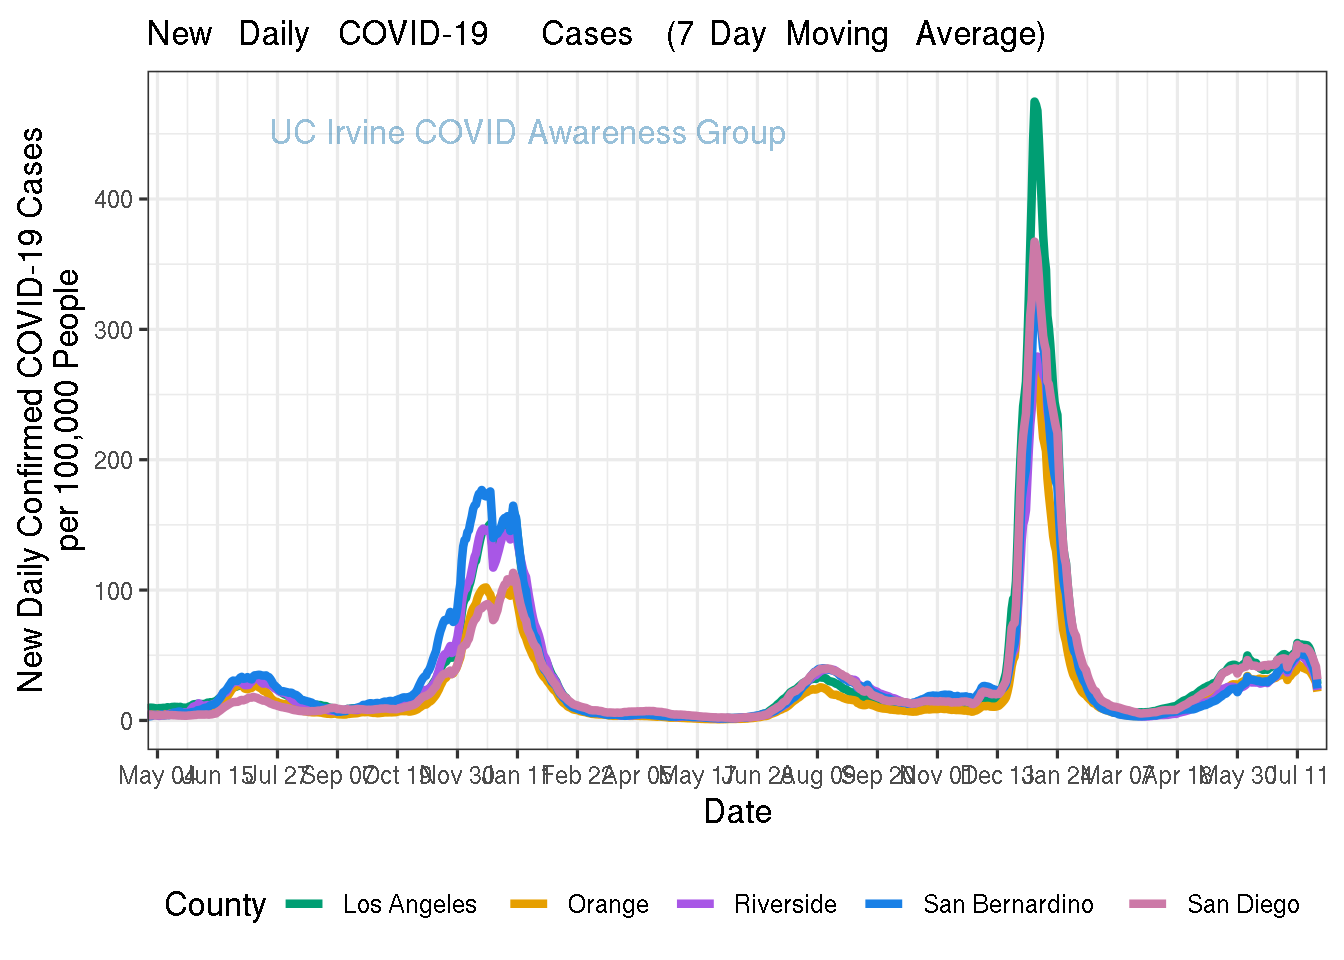 New Daily COVID-19 Cases (7 Day Moving Average)
UC Irvine COVID Awareness Group
New Daily Confirmed COVID-19 Cases
per 100,000 People
400
300
200
100
0
May 04 Jun 15 Jul 27 Sep 07 Oct 19 Nov 30 Jan 11 Feb 22 Apr 05 May 17 Jun 28 Aug 09 Sep 20 Nov 01 Dec 13 Jan 24 Mar 07 Apr 18 May 30 Jul 11
Date
County Los Angeles Orange Riverside San Bernardino San Diego